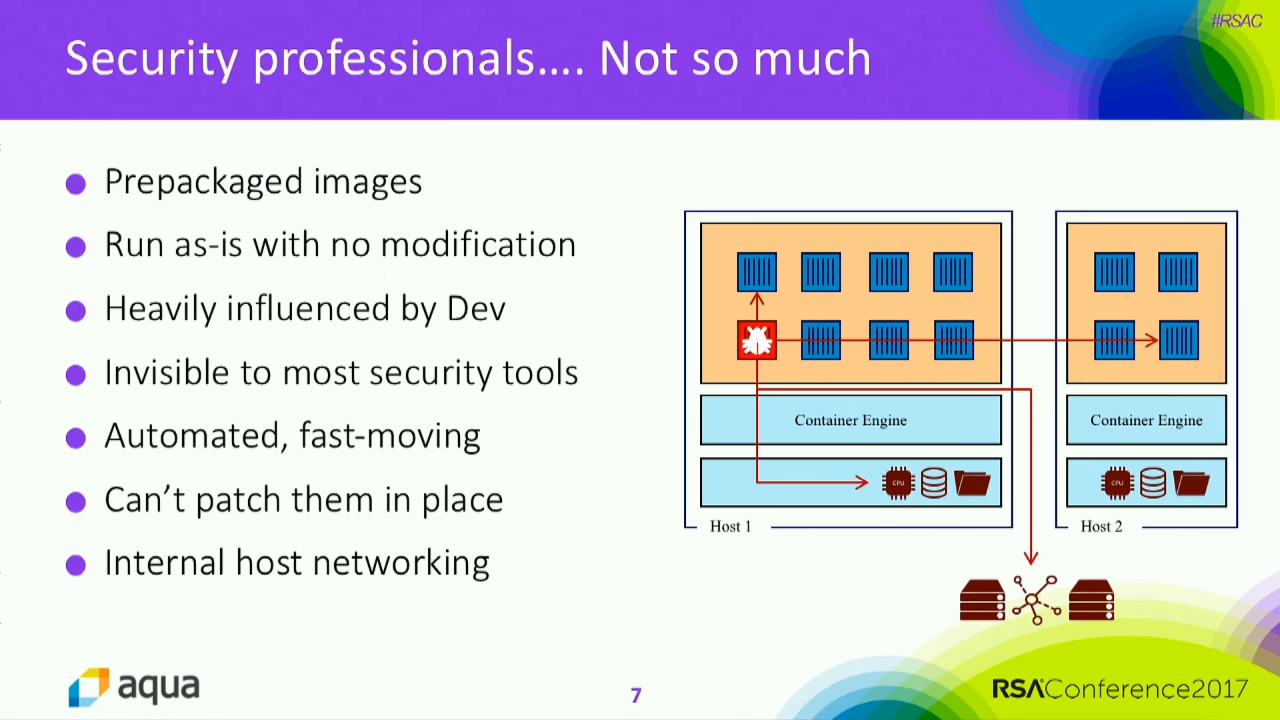 #RSAC
Security professionals.... Not so much
Prepackaged images
Run as-is with no modification
Heavily influenced by Dev
Invisible to most security tools
Automated, fast-moving
Can't patch them in place
Internal host networking
Container Engine
Container Engine
CPU
CPU
Host 1
Host 2
aqua
7
RSAConference2017